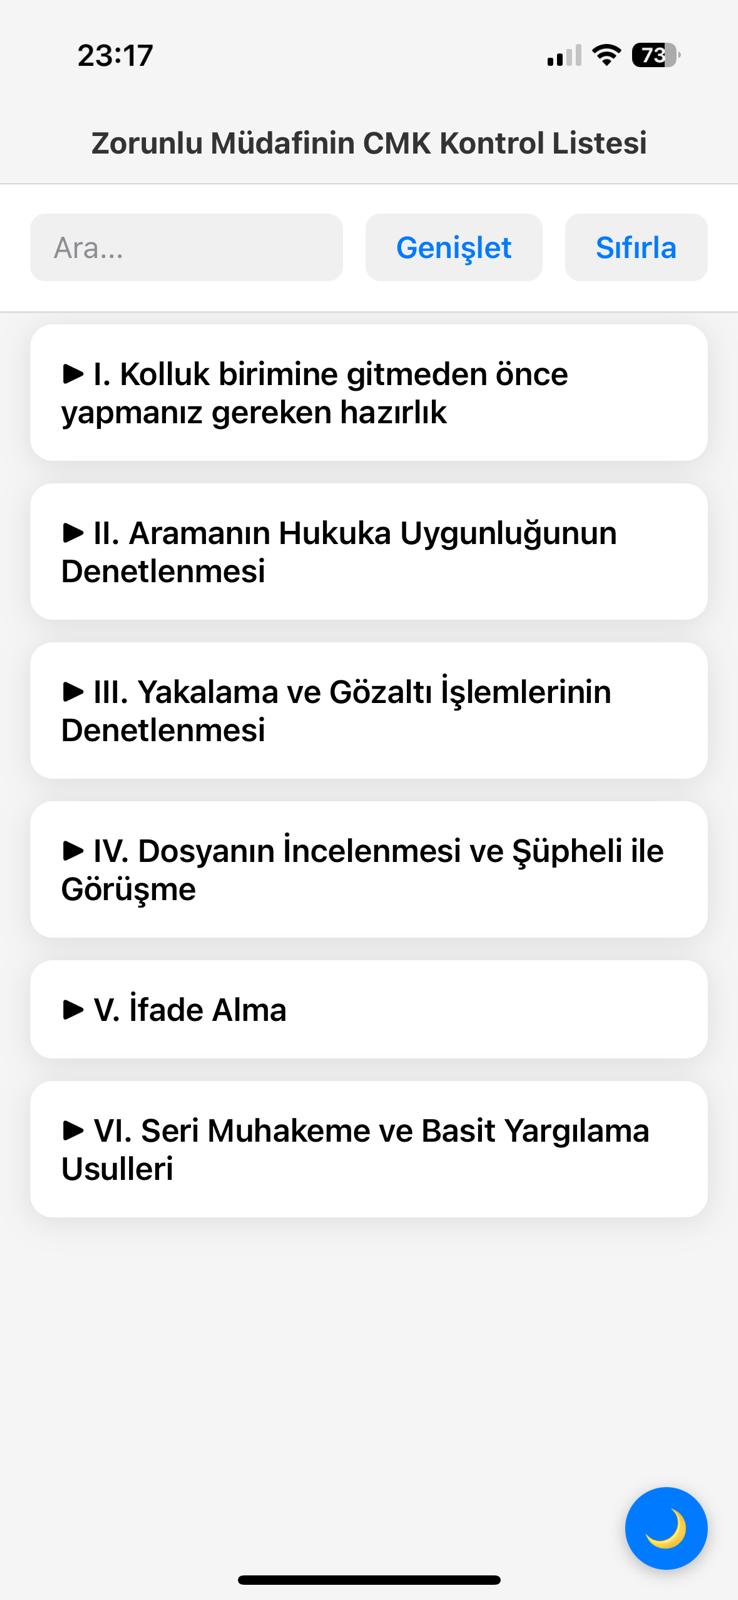 23:17
73
Zorunlu Müdafinin CMK Kontrol Listesi
Ara...
Genişlet
Sıfırla
I. Kolluk birimine gitmeden önce
yapmanız gereken hazırlık
II. Aramanın Hukuka Uygunluğunun
Denetlenmesi
III. Yakalama ve Gözaltı İşlemlerinin
Denetlenmesi
IV. Dosyanın İncelenmesi ve Şüpheli ile
Görüşme
V. İfade Alma
VI. Seri Muhakeme ve Basit Yargılama
Usulleri